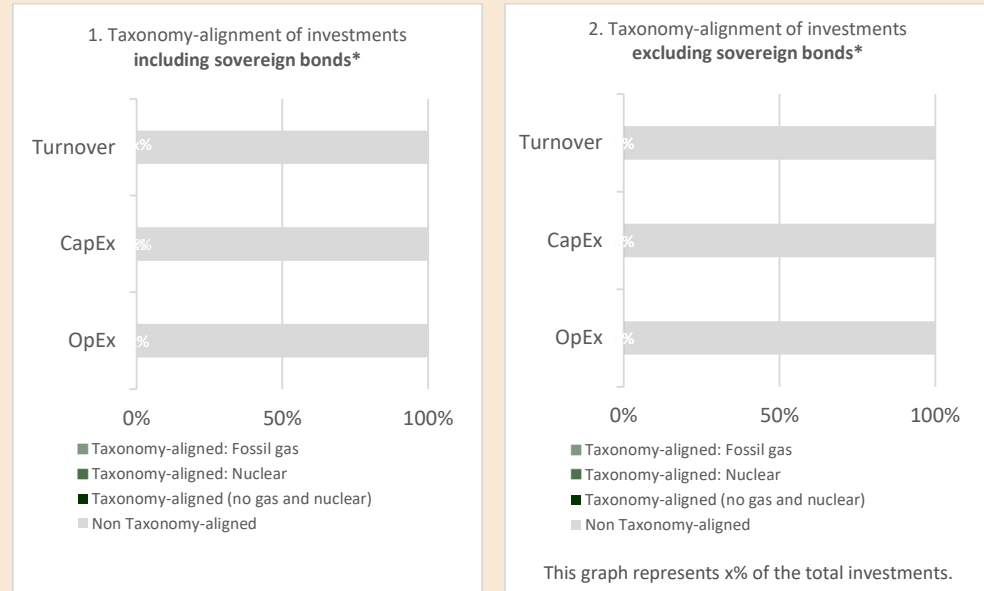 1. Taxonomy-alignment of investments
including sovereign bonds*
Turnover
CapEx
OpEx
0% 50% 100%
Taxonomy-aligned: Fossil gas
Taxonomy-aligned: Nuclear
Taxonomy-aligned (no gas and nuclear)
Non Taxonomy-aligned
2. Taxonomy-alignment of investments
excluding sovereign bonds*
Turnover
CapEx
OpEx
0% 50% 100%
Taxonomy-aligned: Fossil gas
Taxonomy-aligned: Nuclear
Taxonomy-aligned (no gas and nuclear)
Non Taxonomy-aligned
This graph represents x% of the total investments.